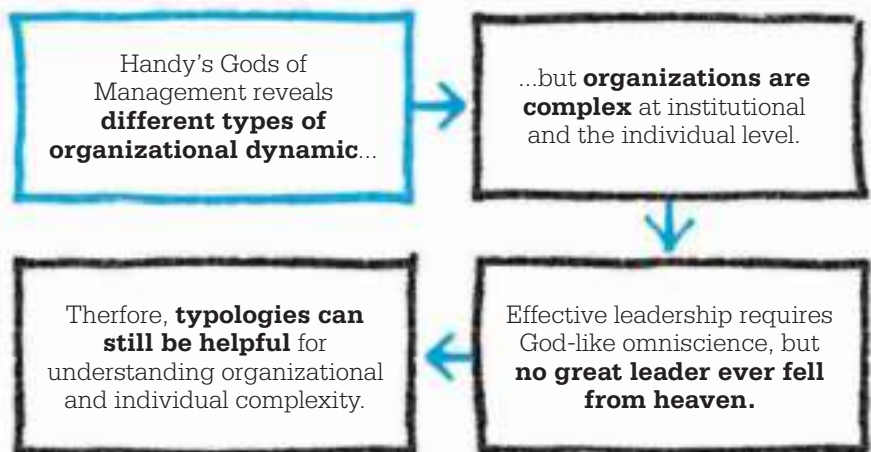 Handy’s Gods of
Management reveals
different types of
organizational dynamic...
...but organizations are
complex at institutional
and the individual level.
Effective leadership requires
God-like omniscience, but
no great leader ever fell
from heaven.
Therfore, typologies can
still be helpful for
understanding organizational
and individual complexity.